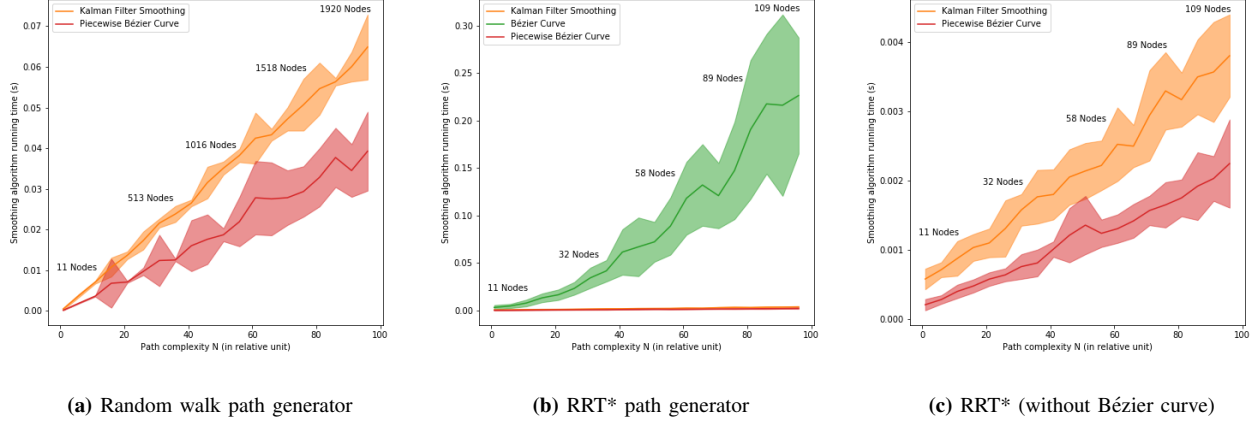 Kalman Filter Smoothing
Piecewise Bézier Curve
1920 Nodes
1518 Nodes
1016 Nodes
513 Nodes
11 Nodes
0.07
0.06
0.05
0.04
0.03
0.02
0.01
0.00
Smoothing algorithm running time (s)
0 20 40 60 80 100
Path complexity N (in relative unit)
(a) Random walk path generator
Kalman Filter Smoothing
Bézier Curve
Piecewise Bézier Curve
109 Nodes
89 Nodes
58 Nodes
32 Nodes
11 Nodes
0.30
0.25
0.20
0.15
0.10
0.05
0.00
Smoothing algorithm running time (s)
0 20 40 60 80 100
Path complexity N (in relative unit)
(b) RRT* path generator
Kalman Filter Smoothing
Piecewise Bézier Curve
109 Nodes
89 Nodes
58 Nodes
32 Nodes
11 Nodes
0.004
0.003
0.002
0.001
0.000
Smoothing algorithm running time (s)
0 20 40 60 80 100
Path complexity N (in relative unit)
(c) RRT* (without Bézier curve)